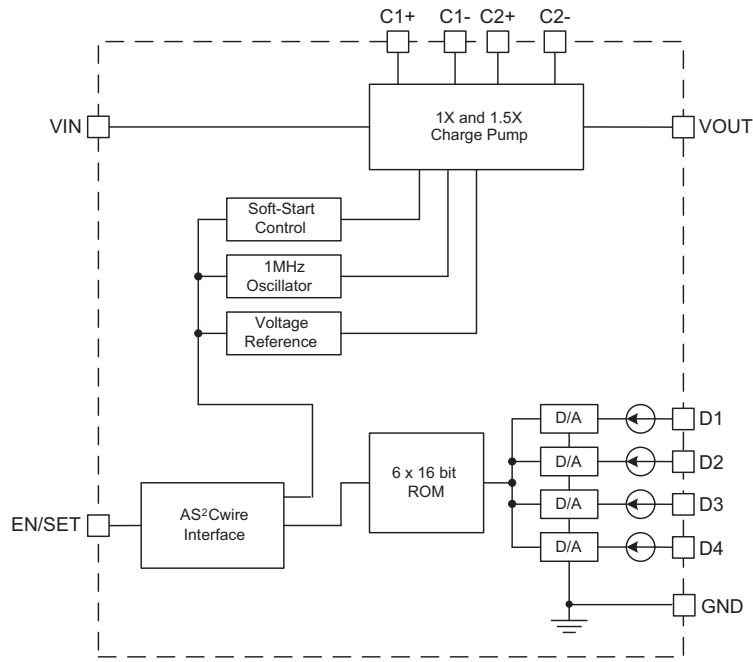 C1+ C1- C2+ C2-
1X and 1.5X
Charge Pump
VIN
VOUT
Soft-Start
Control
1MHz
Oscillator
Voltage
Reference
D/A
D1
D/A
D2
D/A
D3
D/A
D4
6 x 16 bit
ROM
EN/SET
AS²Cwire
Interface
GND